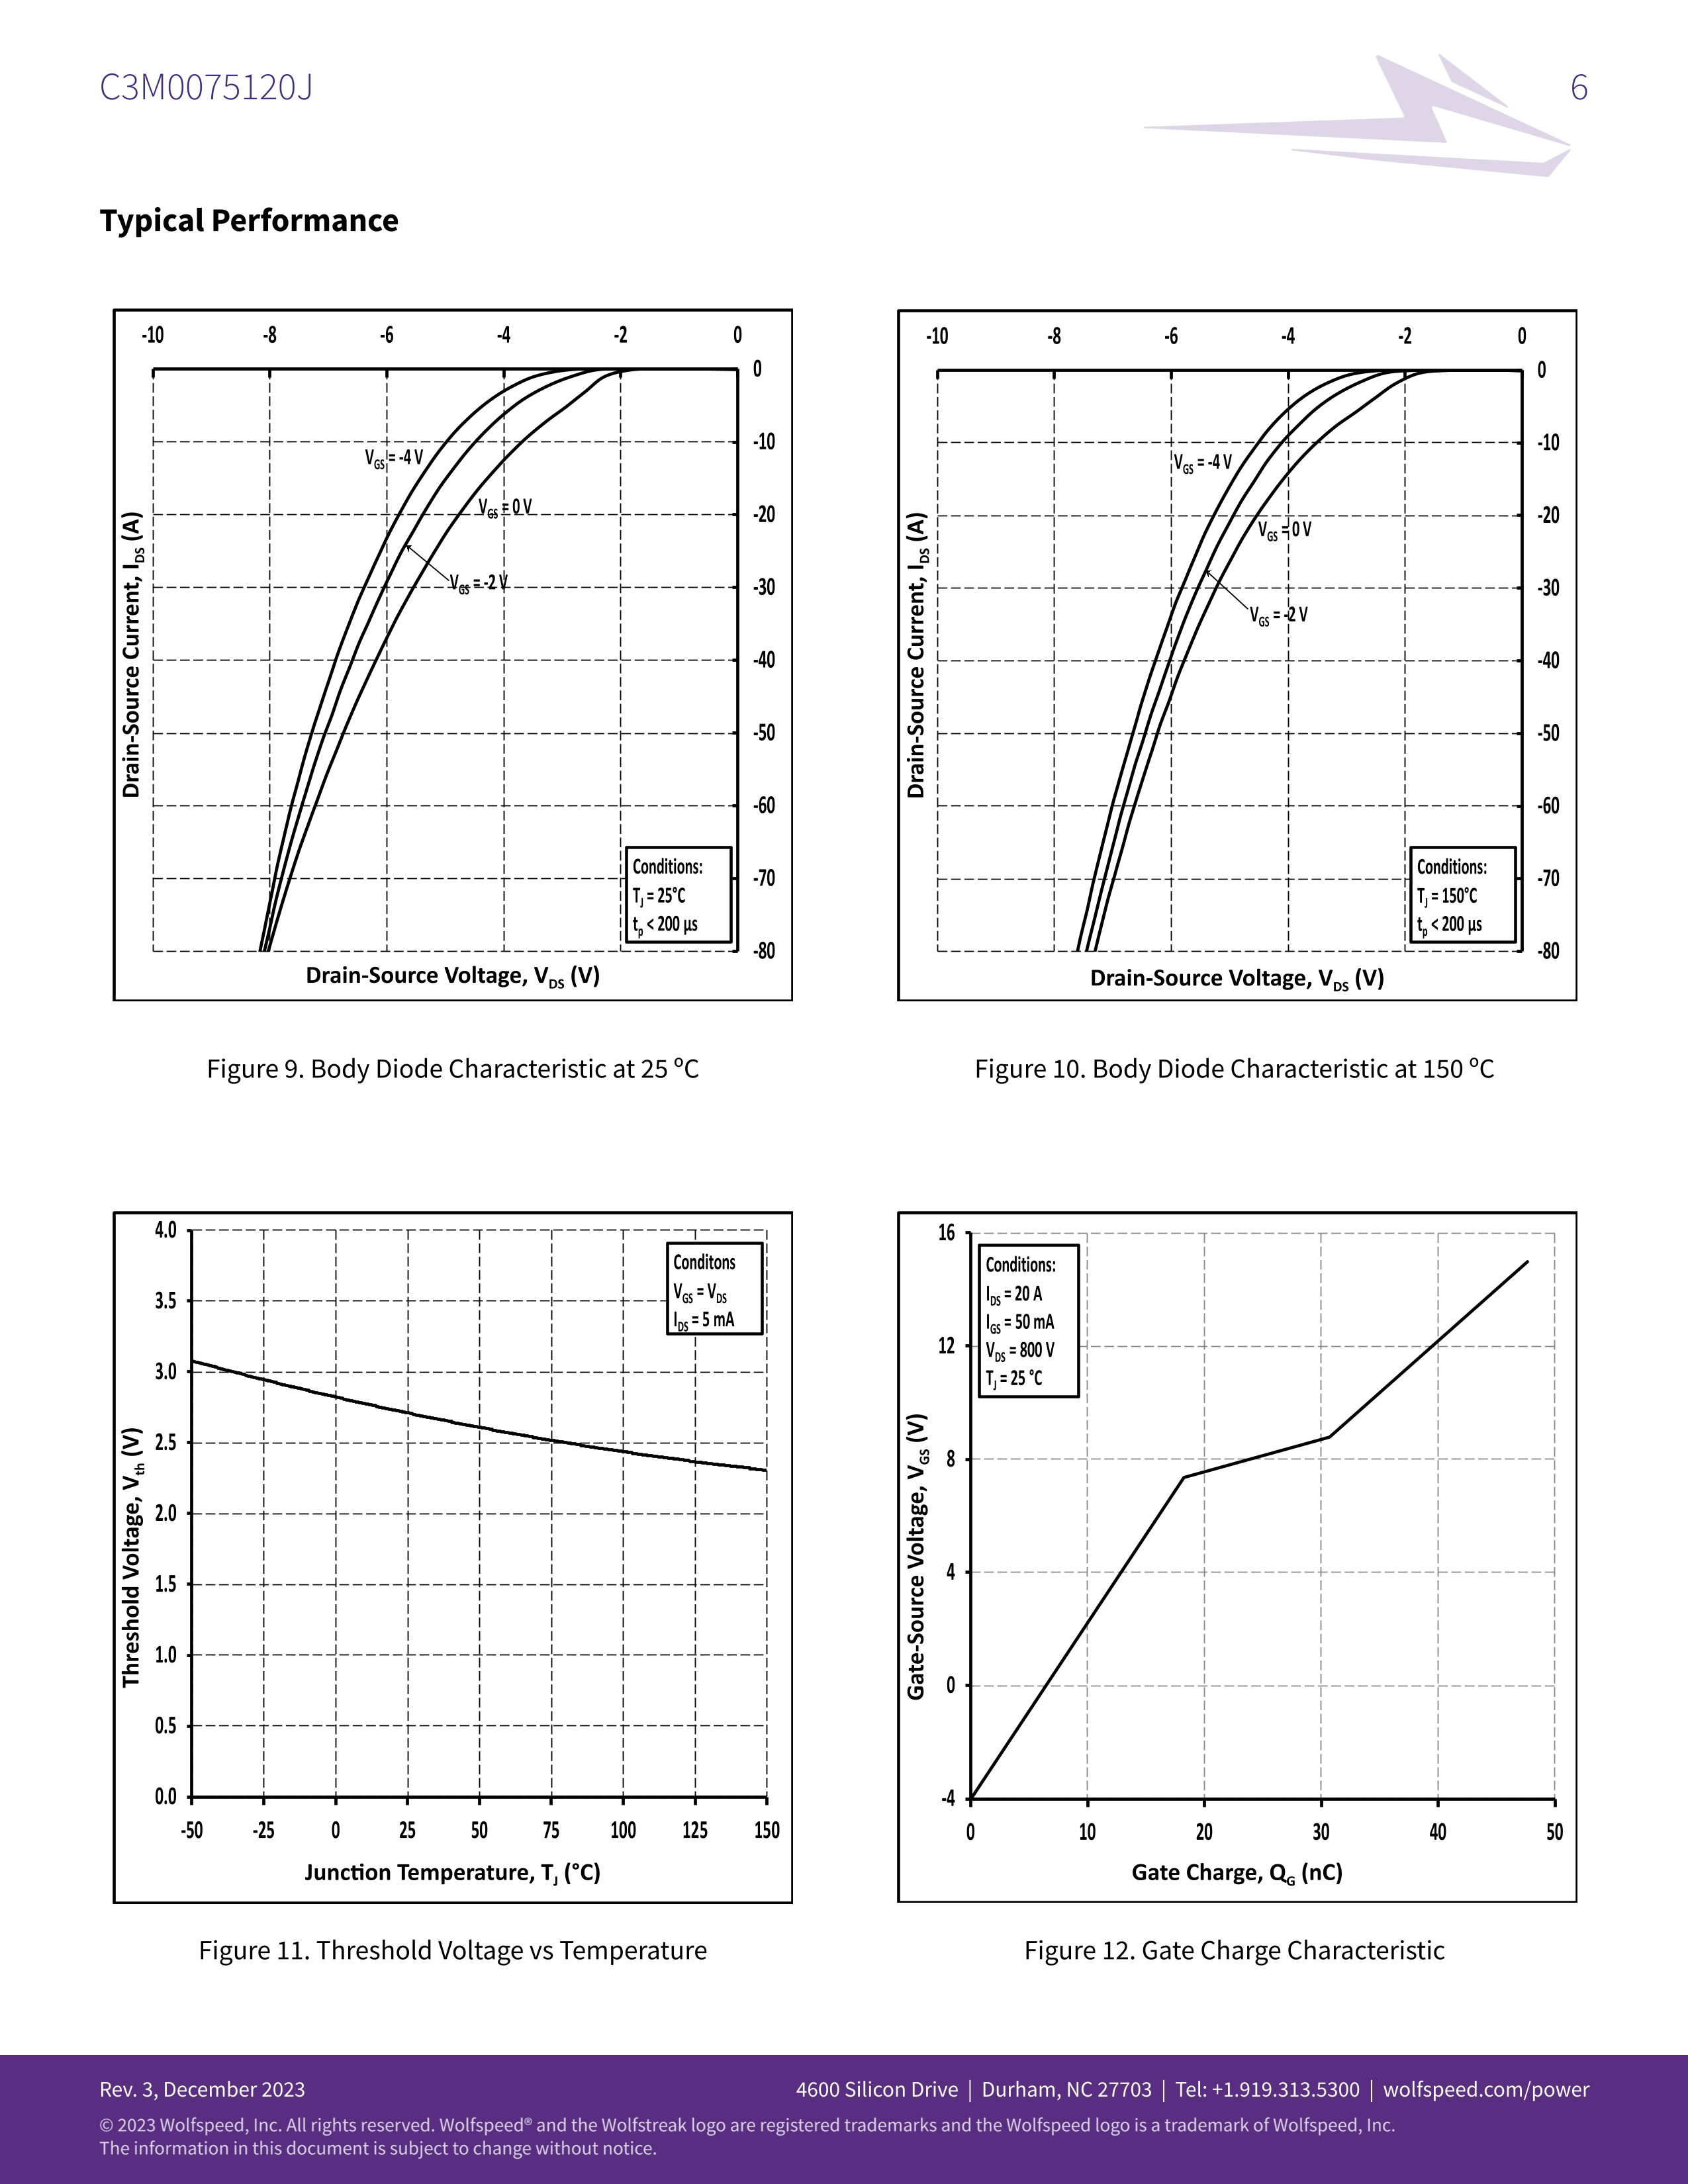 C3M0075120J
6
Typical Performance
-10 -8 -6 -4 -2 0
0
-10
-20
-30
-40
-50
-60
-70
-80
Drain-Source Current, IDS (A)
VGS = -4 V
VGS = 0 V
VGS = -2 V
Conditions:
TJ = 25°C
tp < 200 µs
Drain-Source Voltage, VDS (V)
Figure 9. Body Diode Characteristic at 25 ºC
-10 -8 -6 -4 -2 0
0
-10
-20
-30
-40
-50
-60
-70
-80
Drain-Source Current, IDS (A)
VGS = -4 V
VGS = 0 V
VGS = -2 V
Conditions:
TJ = 150°C
tp < 200 µs
Drain-Source Voltage, VDS (V)
Figure 10. Body Diode Characteristic at 150 ºC
4.0
3.5
3.0
2.5
2.0
1.5
1.0
0.5
0.0
Threshold Voltage, Vth (V)
Conditons
VGS = VDS
IDS = 5 mA
-50 -25 0 25 50 75 100 125 150
Junction Temperature, TJ (°C)
Figure 11. Threshold Voltage vs Temperature
16
12
8
4
0
-4
Gate-Source Voltage, VGS (V)
Conditions:
IDS = 20 A
IGS = 50 mA
VDS = 800 V
TJ = 25 °C
0 10 20 30 40 50
Gate Charge, QG (nC)
Figure 12. Gate Charge Characteristic
Rev. 3, December 2023
4600 Silicon Drive | Durham, NC 27703 | Tel: +1.919.313.5300 | wolfspeed.com/power
© 2023 Wolfspeed, Inc. All rights reserved. Wolfspeed® and the Wolfstreak logo are registered trademarks and the Wolfspeed logo is a trademark of Wolfspeed, Inc.
The information in this document is subject to change without notice.